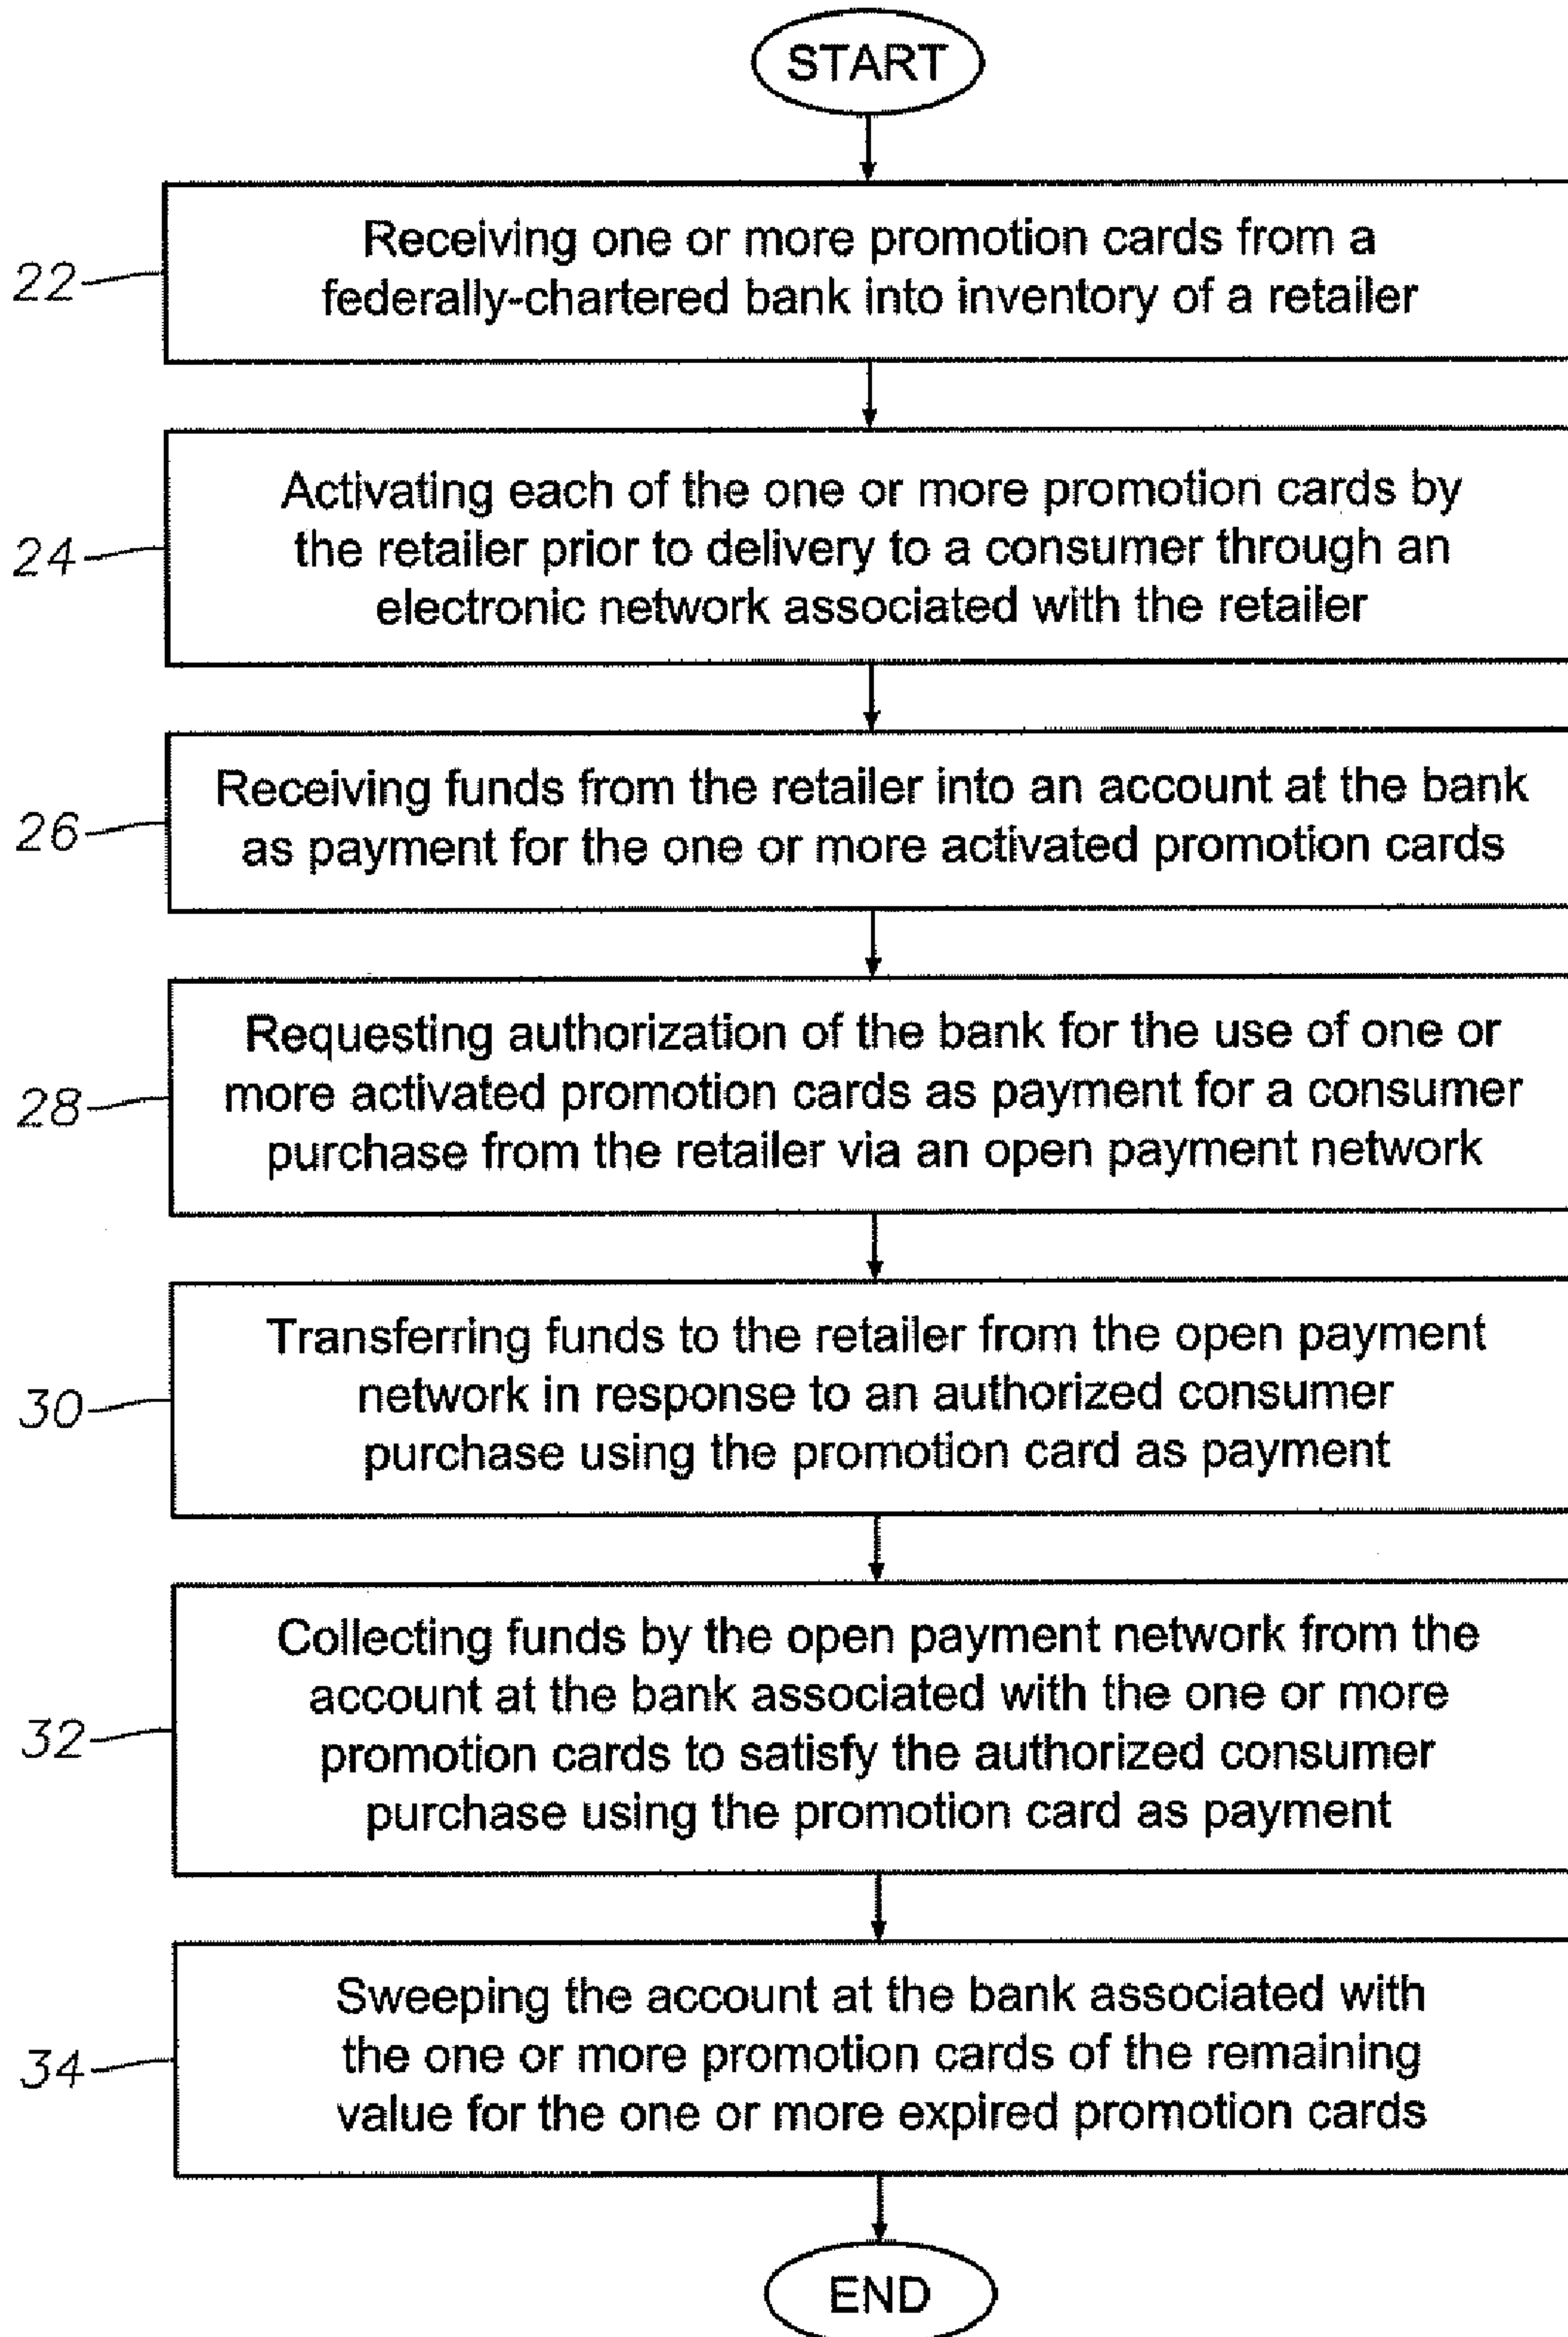 START
22
Receiving one or more promotion cards from a
federally-chartered bank into inventory of a retailer
24
Activating each of the one or more promotion cards by
the retailer prior to delivery to a consumer through an
electronic network associated with the retailer
26
Receiving funds from the retailer into an account at the bank
as payment for the one or more activated promotion cards
28
Requesting authorization of the bank for the use of one or
more activated promotion cards as payment for a consumer
purchase from the retailer via an open payment network
30
Transferring funds to the retailer from the open payment
network in response to an authorized consumer
purchase using the promotion card as payment
32
Collecting funds by the open payment network from the
account at the bank associated with the one or more
promotion cards to satisfy the authorized consumer
purchase using the promotion card as payment
34
Sweeping the account at the bank associated with
the one or more promotion cards of the remaining
value for the one or more expired promotion cards
END